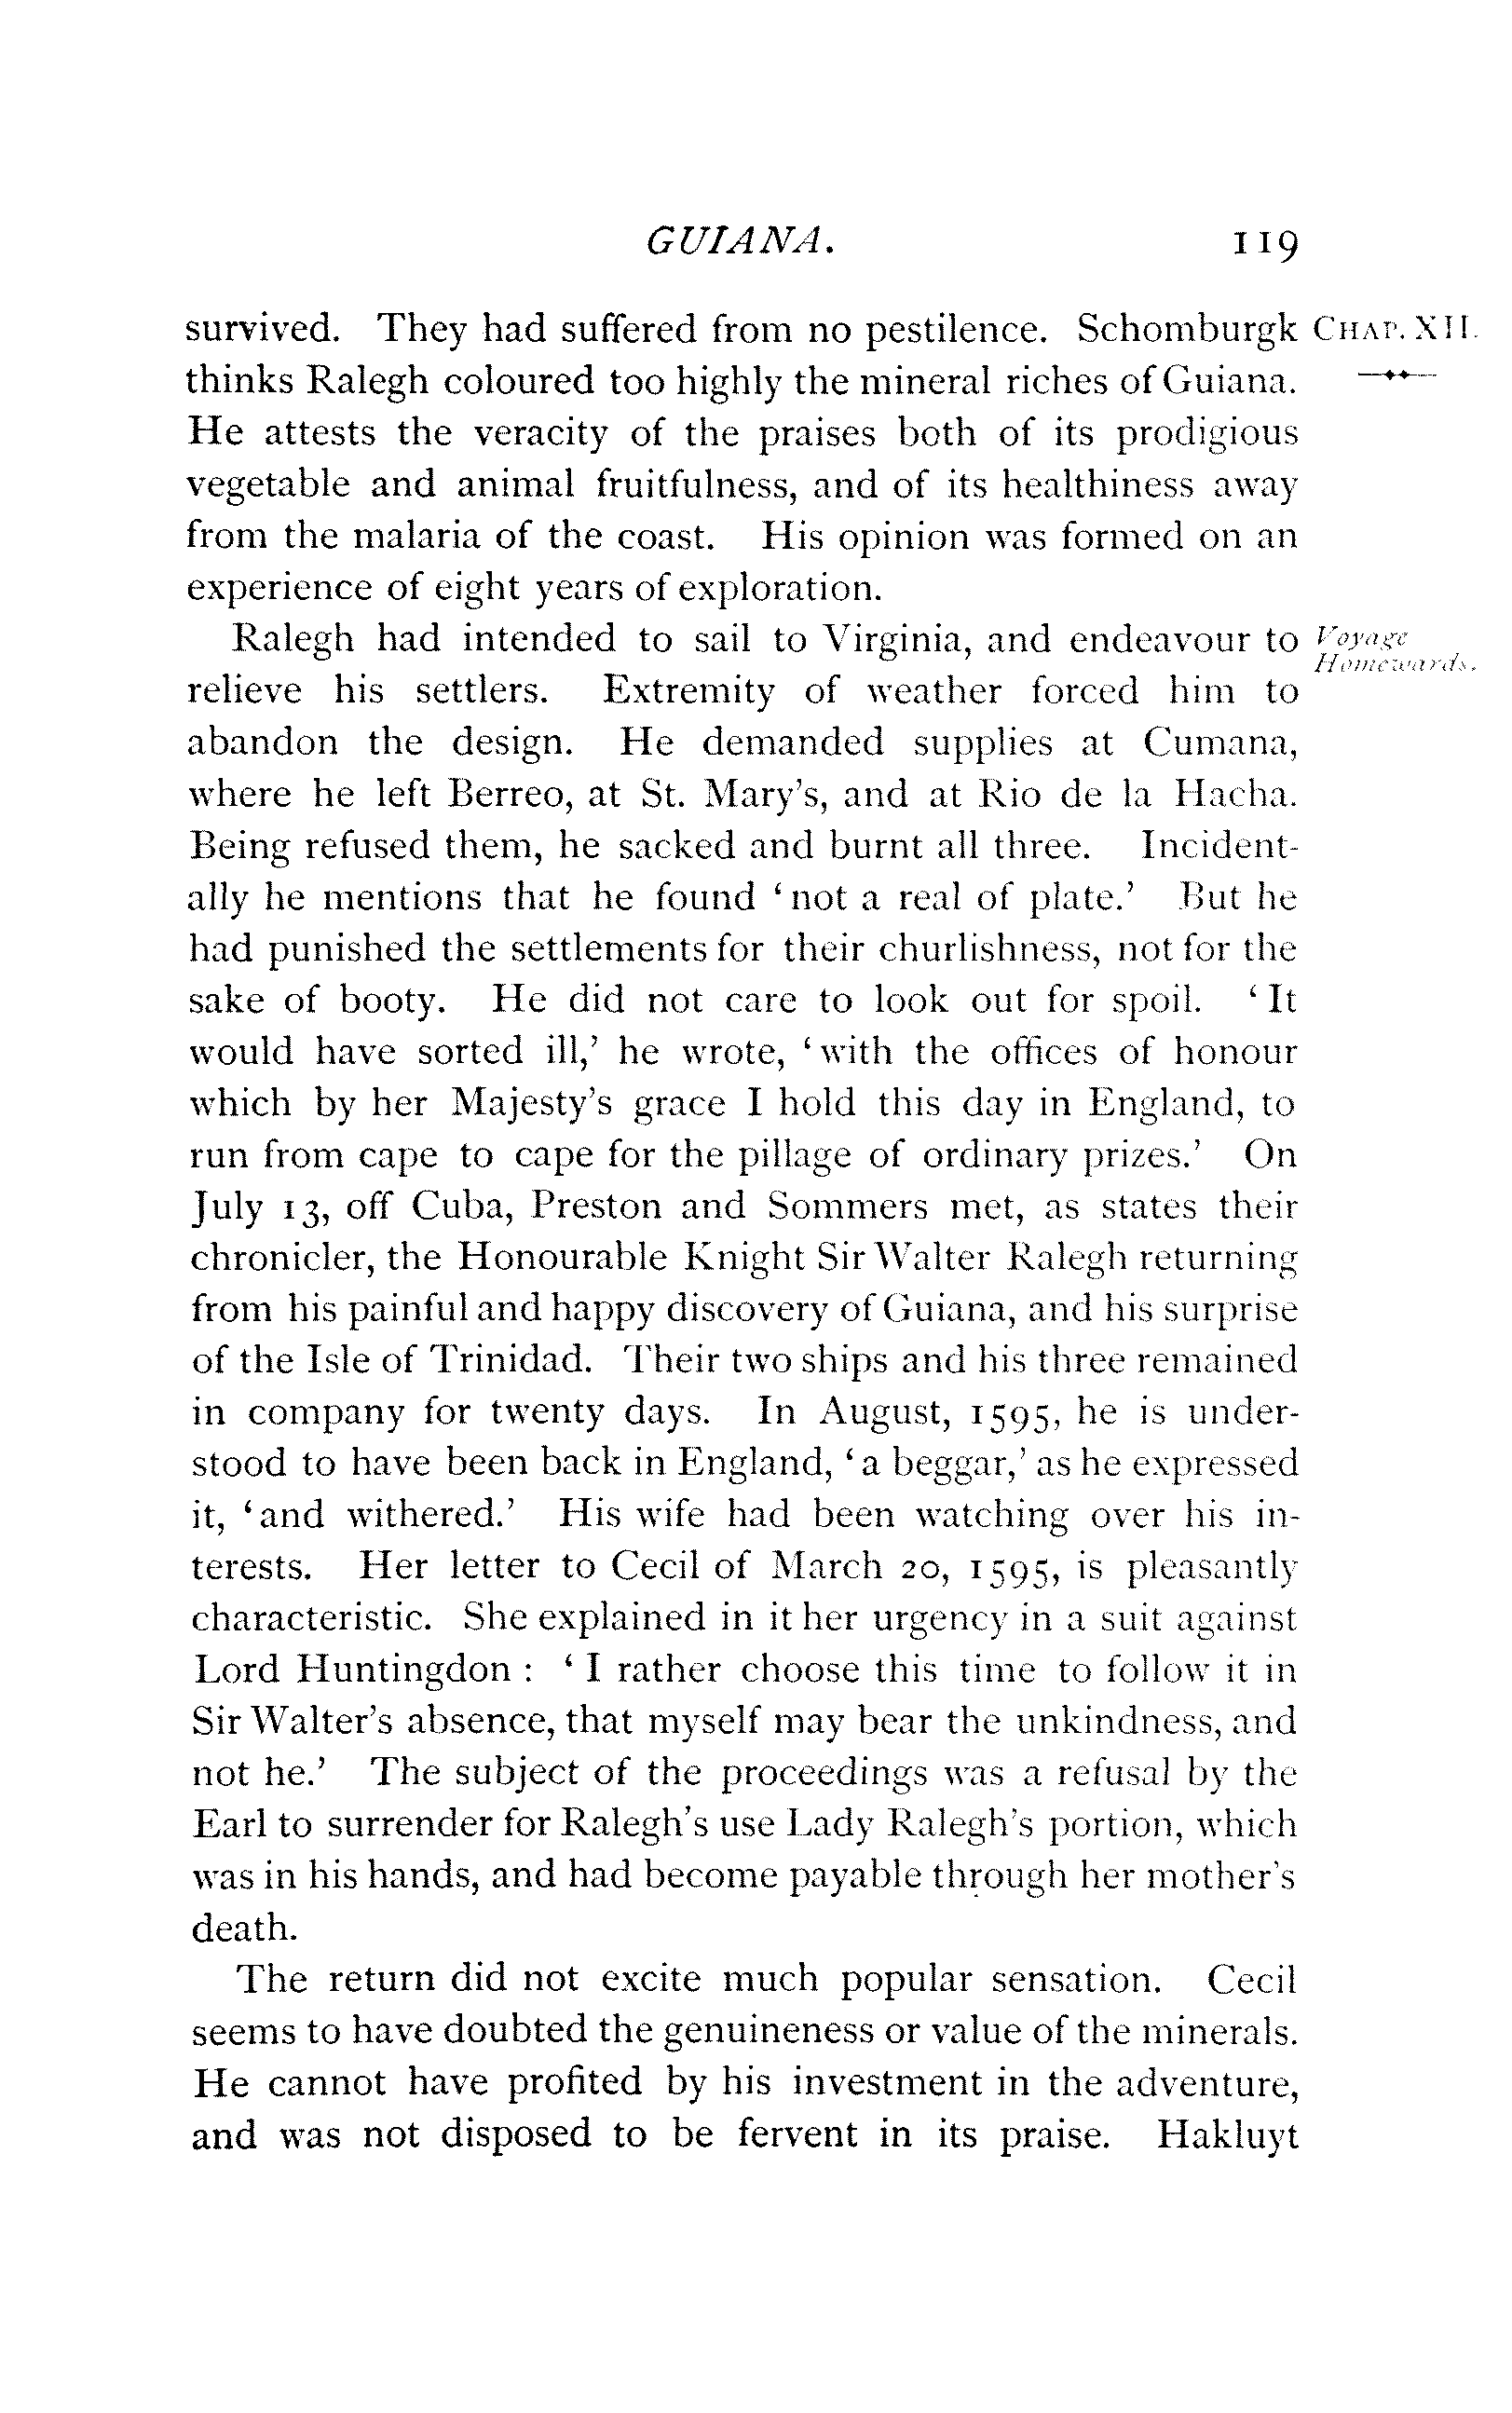 GUIANA. 119
survived. They had suffered from no pestilence. Schomburgk CHAP. XII.
thinks Ralegh coloured too highly the mineral riches of Guiana.
He attests the veracity of the praises both of its prodigious
vegetable and animal fruitfulness, and of its healthiness away
from the malaria of the coast. His opinion was formed on an
experience of eight years of exploration.
Ralegh had intended to sail to Virginia, and endeavour to Voyage
Homewards.
relieve his settlers. Extremity of weather forced him to
abandon the design. He demanded supplies at Cumana,
where he left Berreo, at St. Mary's, and at Rio de la Hacha.
Being refused them, he sacked and burnt all three. Incident-
ally he mentions that he found ‘not a real of plate.’ But he
had punished the settlements for their churlishness, not for the
sake of booty. He did not care to look out for spoil. ‘It
would have sorted ill,’ he wrote, ‘with the offices of honour
which by her Majesty's grace I hold this day in England, to
run from cape to cape for the pillage of ordinary prizes.’ On
July 13, off Cuba, Preston and Sommers met, as states their
chronicler, the Honourable Knight Sir Walter Ralegh returning
from his painful and happy discovery of Guiana, and his surprise
of the Isle of Trinidad. Their two ships and his three remained
in company for twenty days. In August, 1595, he is under-
stood to have been back in England, ‘a beggar,’ as he expressed
it, ‘and withered.’ His wife had been watching over his in-
terests. Her letter to Cecil of March 20, 1595, is pleasantly
characteristic. She explained in it her urgency in a suit against
Lord Huntingdon : ‘I rather choose this time to follow it in
Sir Walter's absence, that myself may bear the unkindness, and
not he.’ The subject of the proceedings was a refusal by the
Earl to surrender for Ralegh's use Lady Ralegh's portion, which
was in his hands, and had become payable through her mother's
death.
The return did not excite much popular sensation. Cecil
seems to have doubted the genuineness or value of the minerals.
He cannot have profited by his investment in the adventure,
and was not disposed to be fervent in its praise. Hakluyt